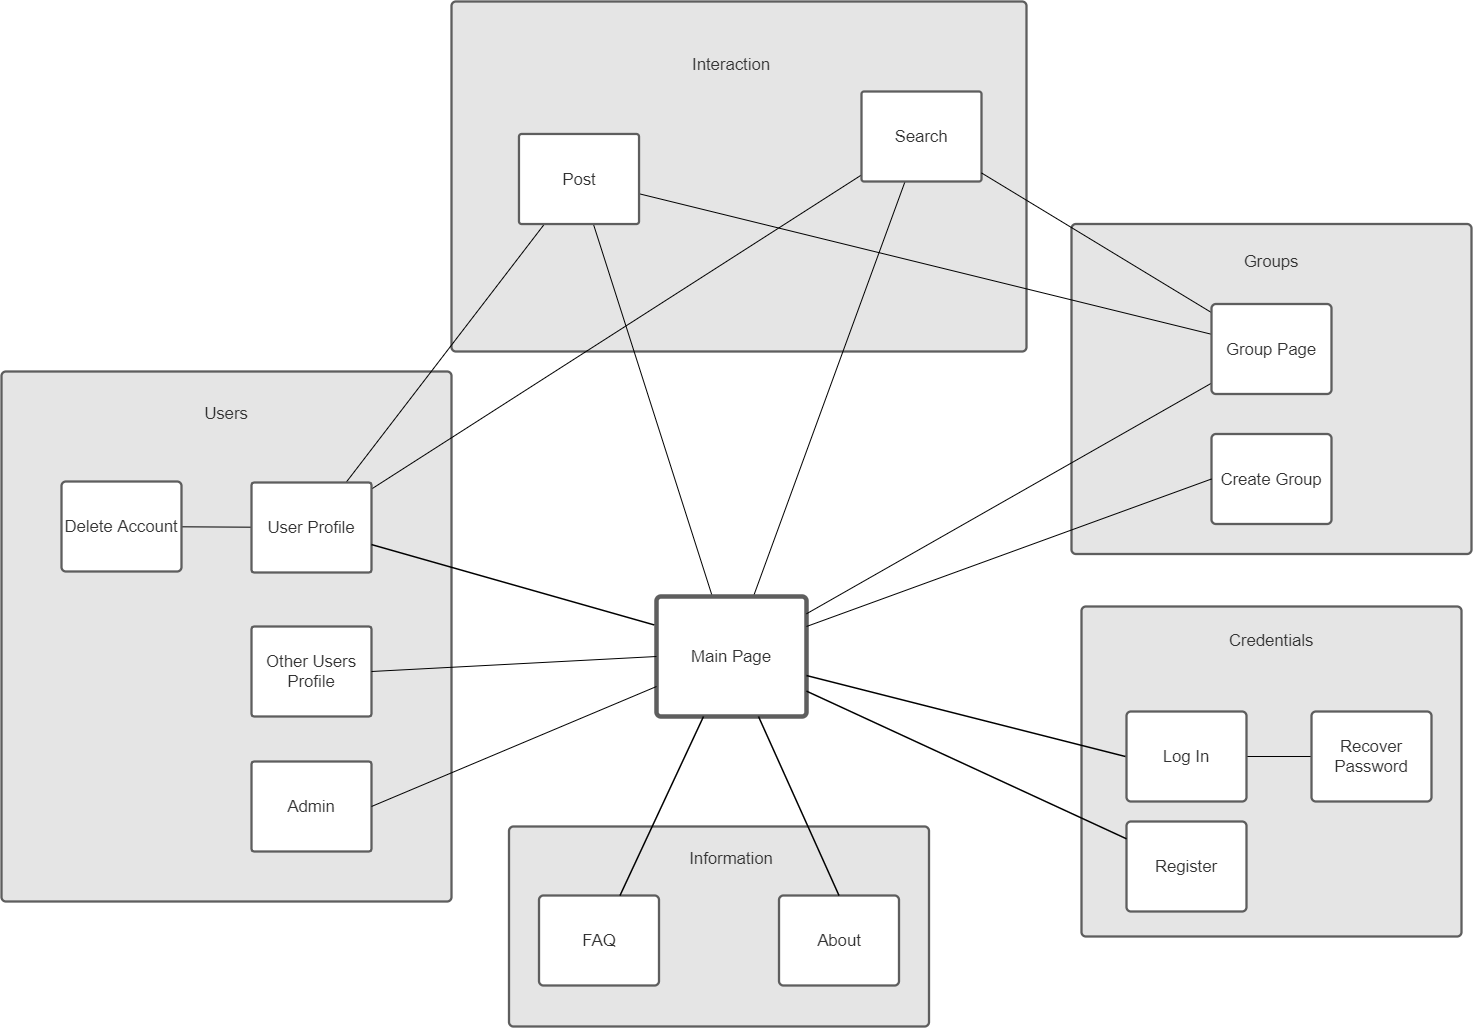 Interaction
Search
Post
Groups
Group Page
Create Group
Users
Delete Account
User Profile
Other Users
Profile
Admin
Main Page
Credentials
Log In
Recover
Password
Register
Information
FAQ
About